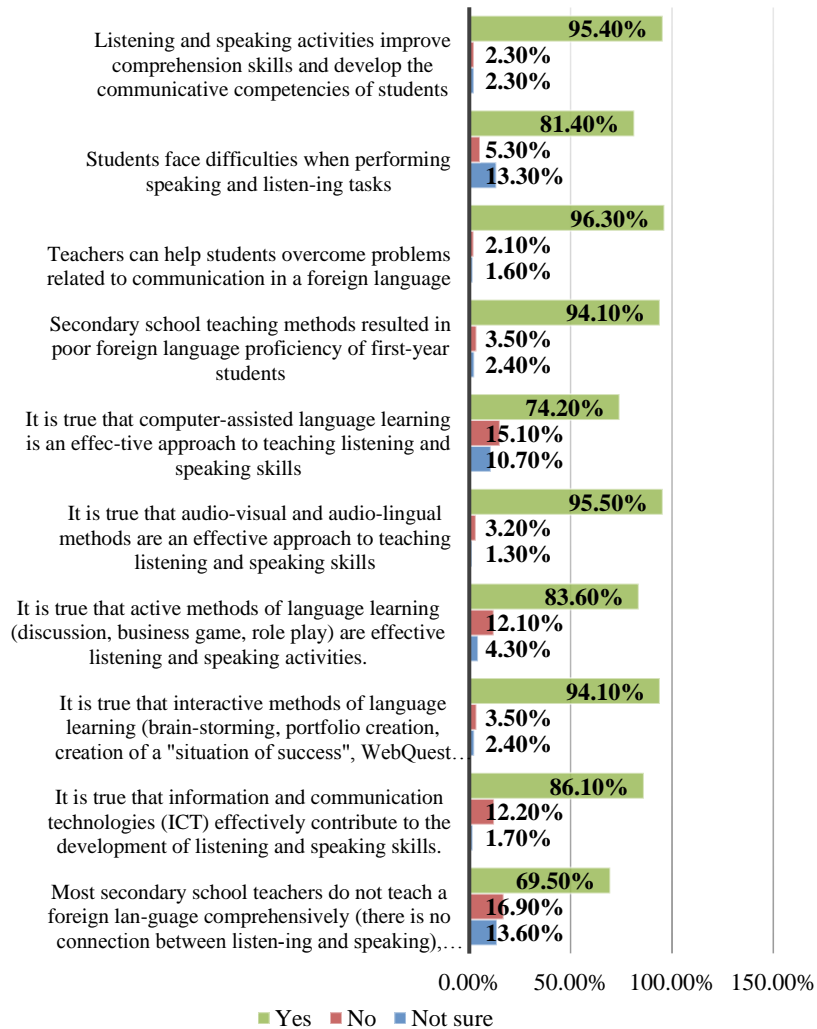 Listening and speaking activities improve
comprehension skills and develop the
communicative competencies of students
95.40%
2.30%
2.30%
Students face difficulties when performing
speaking and listen-ing tasks
81.40%
5.30%
13.30%
Teachers can help students overcome problems
related to communication in a foreign language
96.30%
2.10%
1.60%
Secondary school teaching methods resulted in
poor foreign language proficiency of first-year
students
94.10%
3.50%
2.40%
It is true that computer-assisted language learning
is an effec-tive approach to teaching listening and
speaking skills
74.20%
15.10%
10.70%
It is true that audio-visual and audio-lingual
methods are an effective approach to teaching
listening and speaking skills
95.50%
3.20%
1.30%
It is true that active methods of language learning
(discussion, business game, role play) are effective
listening and speaking activities.
83.60%
12.10%
4.30%
It is true that interactive methods of language
learning (brain-storming, portfolio creation,
creation of a "situation of success", WebQuest…
94.10%
3.50%
2.40%
It is true that information and communication
technologies (ICT) effectively contribute to the
development of listening and speaking skills.
86.10%
12.20%
1.70%
Most secondary school teachers do not teach a
foreign lan-guage comprehensively (there is no
connection between listen-ing and speaking),…
69.50%
16.90%
13.60%
0.00% 50.00% 100.00% 150.00%
Yes No Not sure